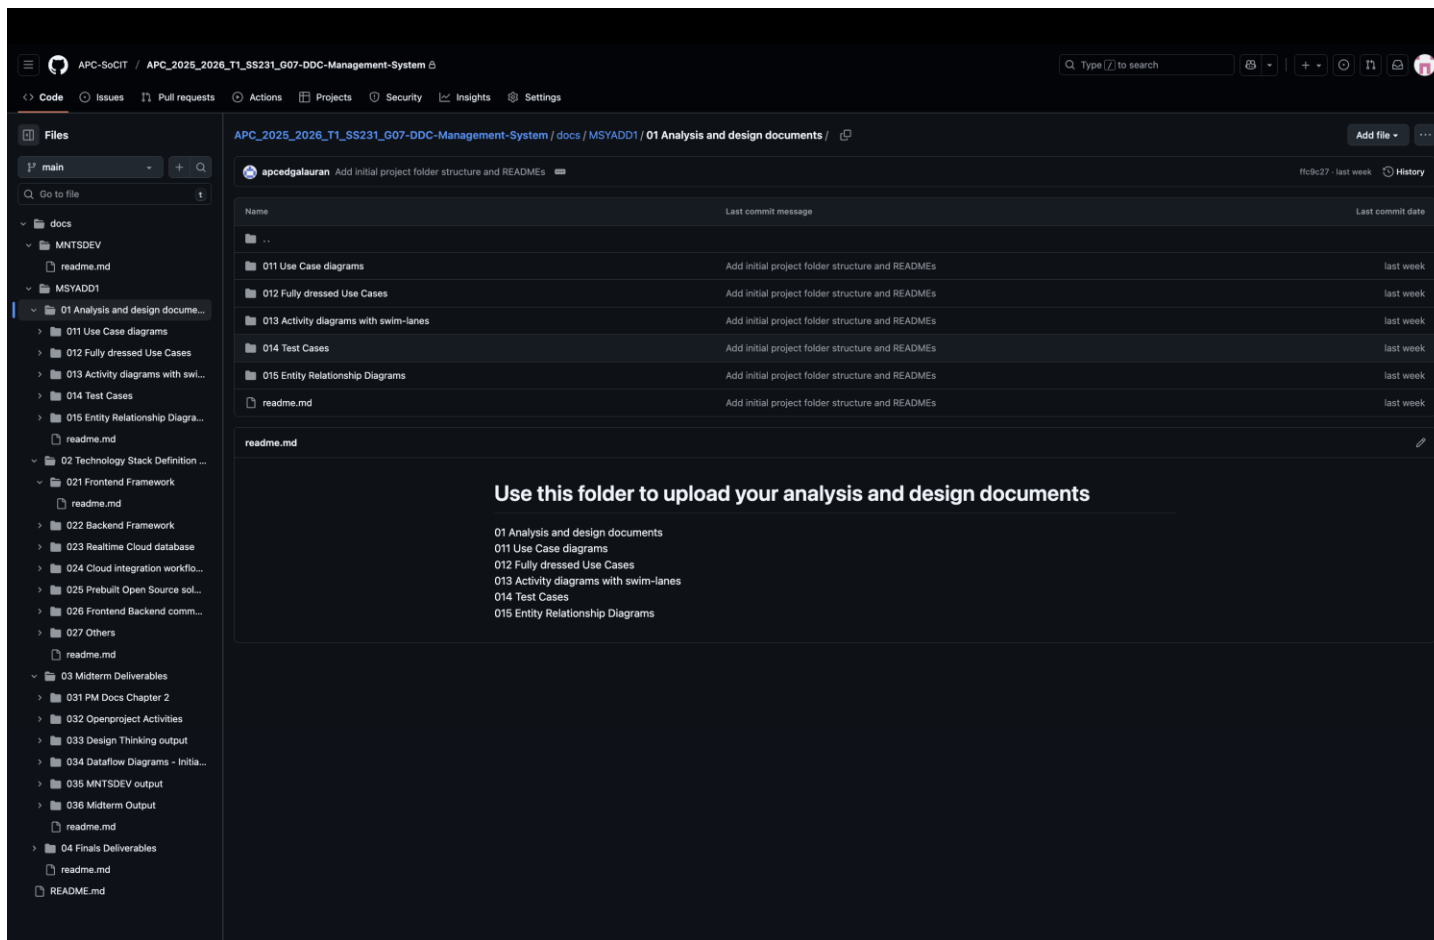 APC-SoCIT / APC_2025_2026_T1_SS231_G07-DDC-Management-System
Type / to search
Code
Issues
Pull requests
Actions
Projects
Security
Insights
Settings
Files
main
Go to file
t
docs
MNTSDEV
readme.md
MSYADD1
01 Analysis and design docume...
011 Use Case diagrams
012 Fully dressed Use Cases
013 Activity diagrams with swi...
014 Test Cases
015 Entity Relationship Diagra...
readme.md
02 Technology Stack Definition ...
021 Frontend Framework
readme.md
022 Backend Framework
023 Realtime Cloud database
024 Cloud integration workflo...
025 Prebuilt Open Source sol...
026 Frontend Backend comm...
027 Others
readme.md
03 Midterm Deliverables
031 PM Docs Chapter 2
032 Openproject Activities
033 Design Thinking output
034 Dataflow Diagrams - Initia...
035 MNTSDEV output
036 Midterm Output
readme.md
04 Finals Deliverables
readme.md
README.md
APC_2025_2026_T1_SS231_G07-DDC-Management-System / docs / MSYADD1 / 01 Analysis and design documents /
Add file
apcedgalauran Add initial project folder structure and READMEs
ffc9c27 · last week
History
Name Last commit message Last commit date
..
011 Use Case diagrams Add initial project folder structure and READMEs last week
012 Fully dressed Use Cases Add initial project folder structure and READMEs last week
013 Activity diagrams with swim-lanes Add initial project folder structure and READMEs last week
014 Test Cases Add initial project folder structure and READMEs last week
015 Entity Relationship Diagrams Add initial project folder structure and READMEs last week
readme.md Add initial project folder structure and READMEs last week
readme.md
Use this folder to upload your analysis and design documents
01 Analysis and design documents
011 Use Case diagrams
012 Fully dressed Use Cases
013 Activity diagrams with swim-lanes
014 Test Cases
015 Entity Relationship Diagrams